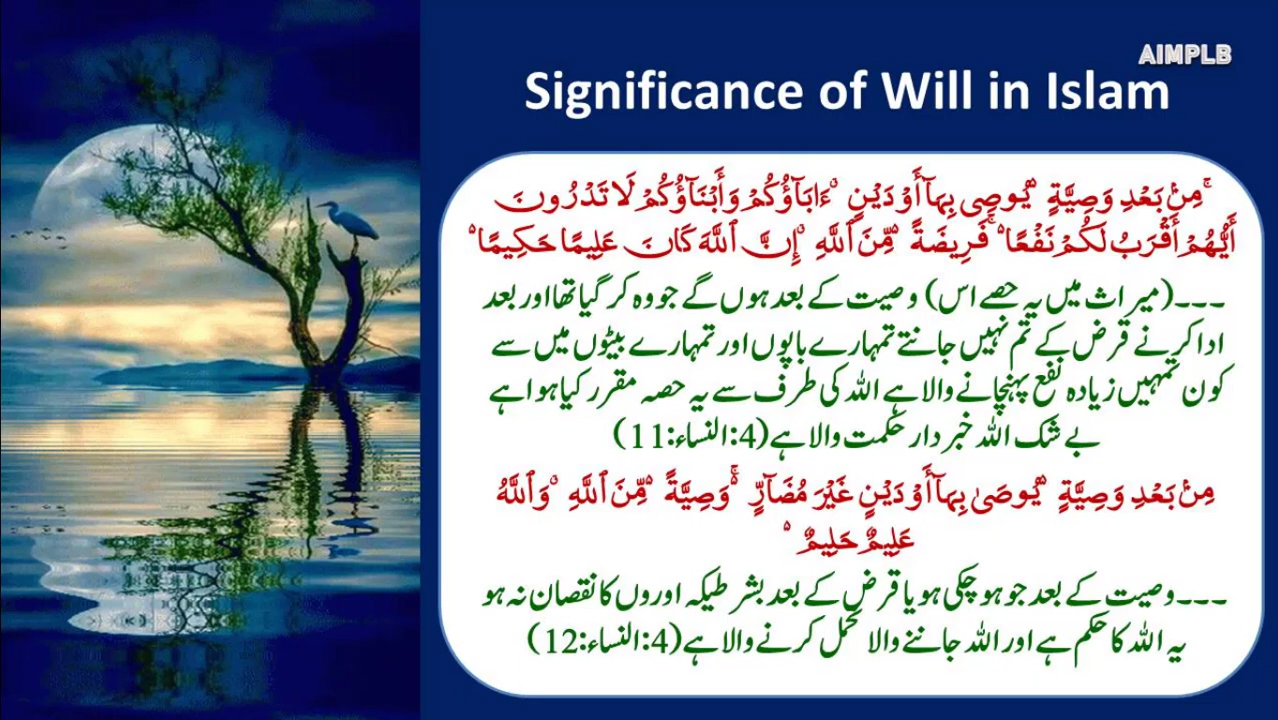 AIMPLB
Significance of Will in Islam
ۚ مِنۢ بَعْدِ وَصِيَّةٍ يُوصِى بِهَآ أَوْ دَيْنٍ ۗ ءَابَآؤُكُمْ وَأَبْنَآؤُكُمْ لَا تَدْرُونَ
أَيُّهُمْ أَقْرَبُ لَكُمْ نَفْعًا ۚ فَرِيضَةً مِّنَ ٱللَّهِ ۗ إِنَّ ٱللَّهَ كَانَ عَلِيمًا حَكِيمًا
۔۔۔(میراث میں یہ حصے اس) وصیت کے بعد ہوں گے جو وہ کر گیا تھا اور بعد
ادا کرنے قرض کے تم نہیں جانتے تمہارے باپوں اور تمہارے بیٹوں میں سے
کون تمہیں زیادہ نفع پہنچانے والا ہے اللہ کی طرف سے یہ حصہ مقرر کیا ہوا ہے
بے شک اللہ خبردار حکمت والا ہے (4:النساء:11)
مِنۢ بَعْدِ وَصِيَّةٍ يُوصَىٰ بِهَآ أَوْ دَيْنٍ غَيْرَ مُضَآرٍّ ۚ وَصِيَّةً مِّنَ ٱللَّهِ ۗ وَٱللَّهُ
عَلِيمٌ حَلِيمٌ
۔۔۔وصیت کے بعد جو ہو چکی ہو یا قرض کے بعد بشرطیکہ اوروں کا نقصان نہ ہو
یہ اللہ کا حکم ہے اور اللہ جاننے والا تحمل کرنے والا ہے (4:النساء:12)